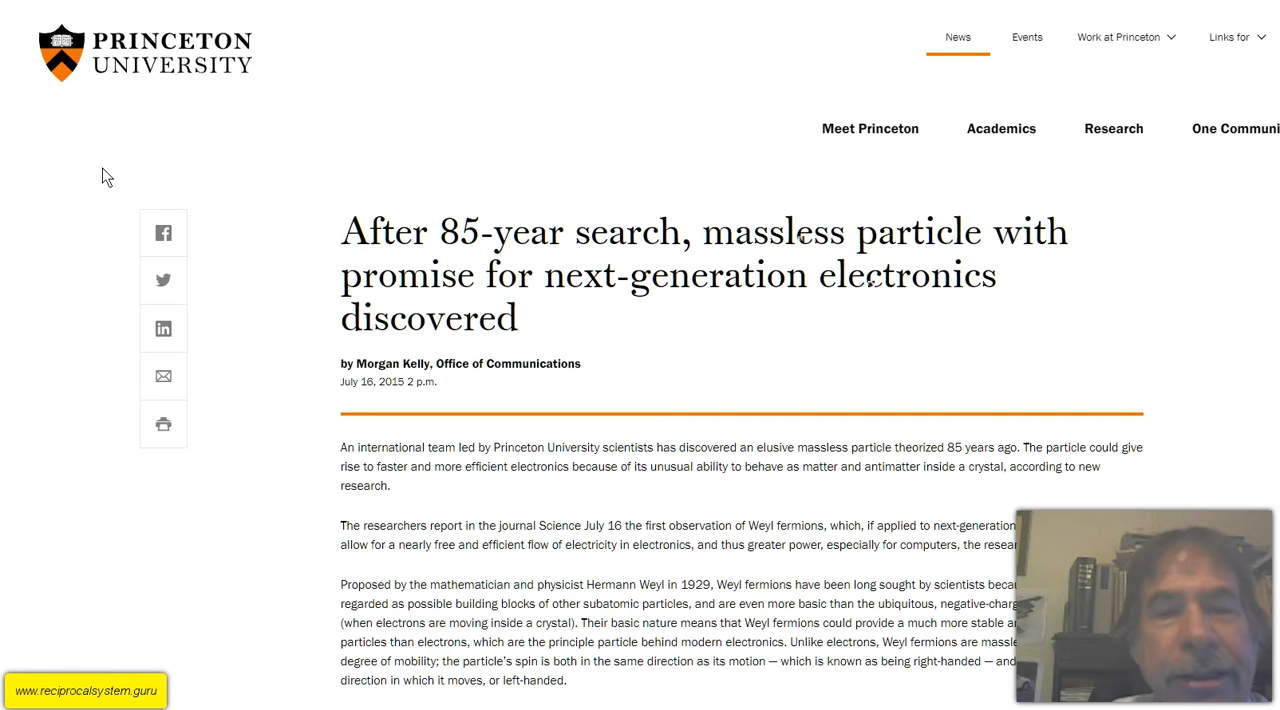 PRINCETON
UNIVERSITY
News Events Work at Princeton Links for
Meet Princeton Academics Research One Communi
After 85-year search, massless particle with
promise for next-generation electronics
discovered
by Morgan Kelly, Office of Communications
July 16, 2015 2 p.m.
An international team led by Princeton University scientists has discovered an elusive massless particle theorized 85 years ago. The particle could give
rise to faster and more efficient electronics because of its unusual ability to behave as matter and antimatter inside a crystal, according to new
research.
The researchers report in the journal Science July 16 the first observation of Weyl fermions, which, if applied to next-generation
allow for a nearly free and efficient flow of electricity in electronics, and thus greater power, especially for computers, the resear
Proposed by the mathematician and physicist Hermann Weyl in 1929, Weyl fermions have been long sought by scientists becau
regarded as possible building blocks of other subatomic particles, and are even more basic than the ubiquitous, negative-charg
(when electrons are moving inside a crystal). Their basic nature means that Weyl fermions could provide a much more stable an
particles than electrons, which are the principle particle behind modern electronics. Unlike electrons, Weyl fermions are massle
degree of mobility; the particle's spin is both in the same direction as its motion — which is known as being right-handed — and
direction in which it moves, or left-handed.
www.reciprocalsystem.guru